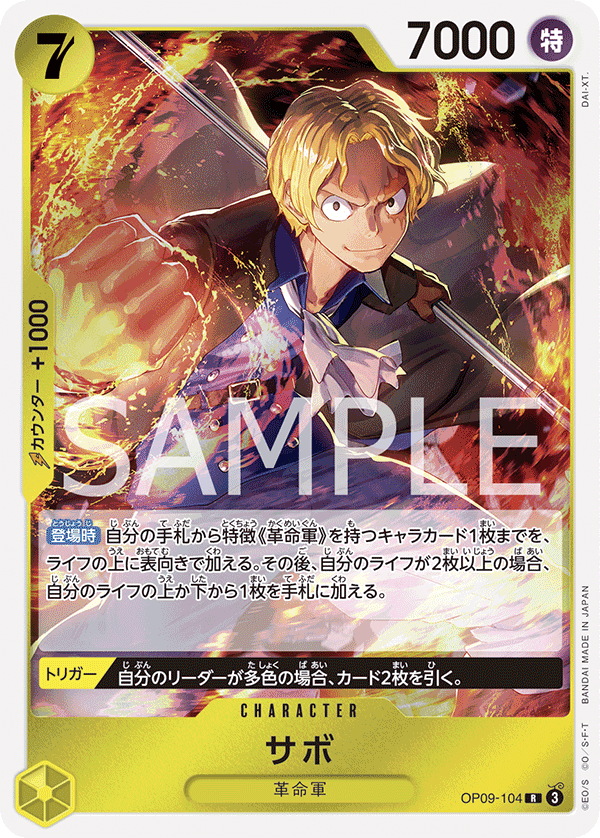 7
7000
特
DAI-XT.
カウンター +1000
SAMPLE
登場時 自分の手札から特徴《革命軍》を持つキャラカード1枚までを、
ライフの上に表向きで加える。その後、自分のライフが2枚以上の場合、
自分のライフの上か下から1枚を手札に加える。
トリガー 自分のリーダーが多色の場合、カード2枚を引く。
CHARACTER
サボ
革命軍
OP09-104 R 3
©E.O/S ©O/S・F・T BANDAI MADE IN JAPAN